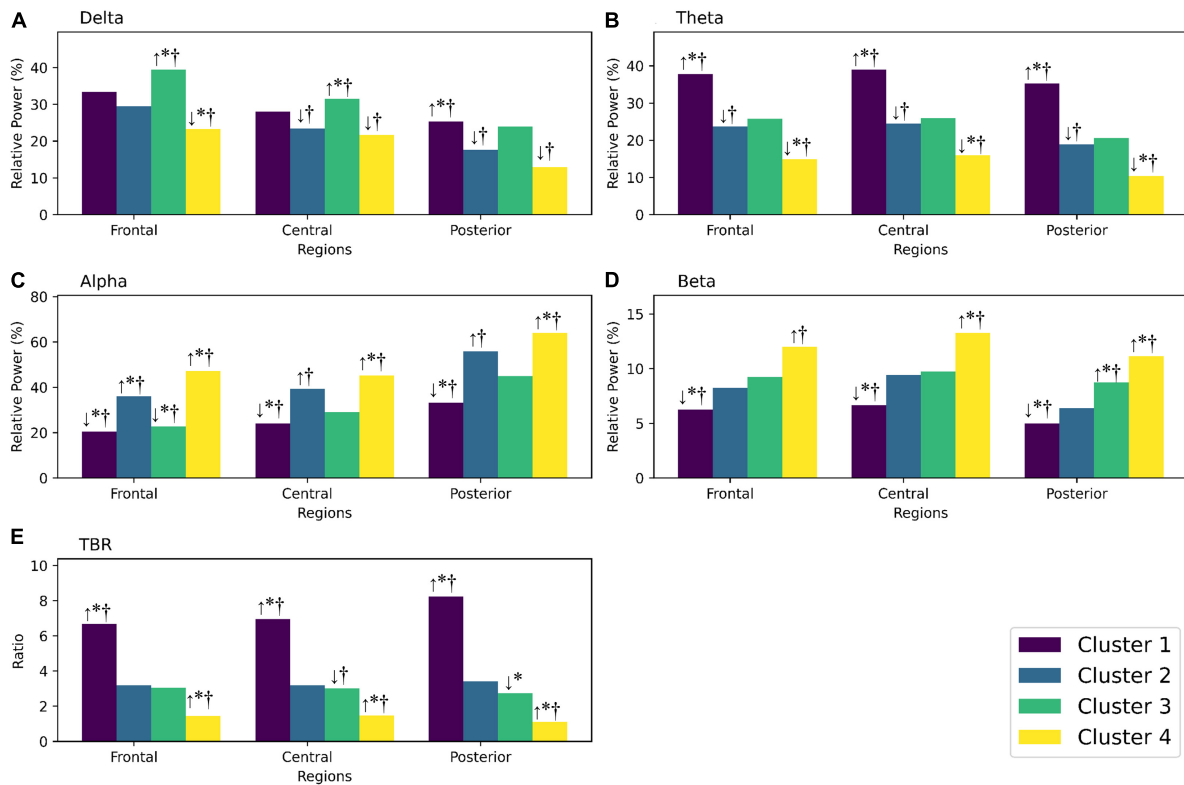 A Delta
Relative Power (%)
40
30
20
10
0
↑*†
↓*†
↓†
↑*†
↓†
↑*†
↓†
↓†
Frontal Central Posterior
Regions
B Theta
Relative Power (%)
40
30
20
10
0
↑*†
↓†
↓*†
↑*†
↓†
↓*†
↑*†
↓†
↓*†
Frontal Central Posterior
Regions
C Alpha
Relative Power (%)
80
60
40
20
0
↓*†
↑*†
↓*†
↑*†
↓*†
↑†
↑*†
↓*†
↑†
↑*†
Frontal Central Posterior
Regions
D Beta
Relative Power (%)
15
10
5
0
↓*†
↑†
↓*†
↑*†
↓*†
↑*†
↑*†
Frontal Central Posterior
Regions
E TBR
Ratio
10
8
6
4
2
0
↑*†
↑*†
↑*†
↓†
↑*†
↑*†
↓*
↑*†
Frontal Central Posterior
Regions
Cluster 1
Cluster 2
Cluster 3
Cluster 4